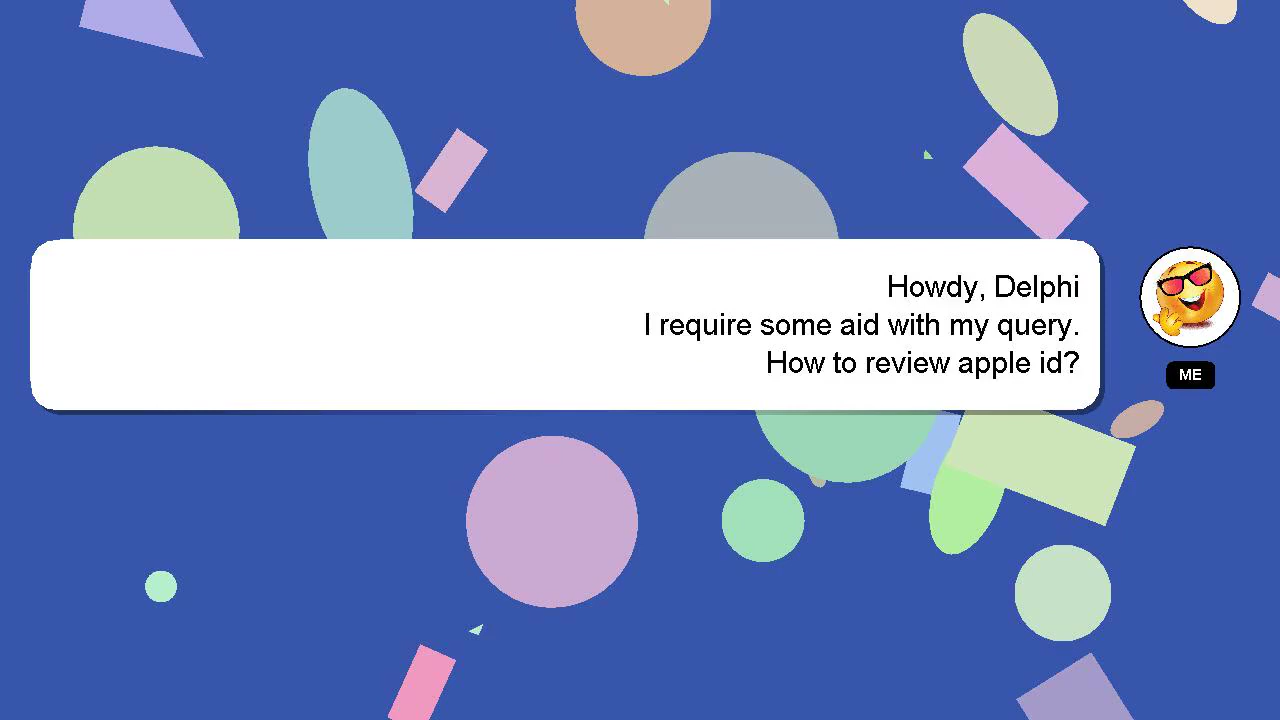 Howdy, Delphi
I require some aid with my query.
How to review apple id?
ME